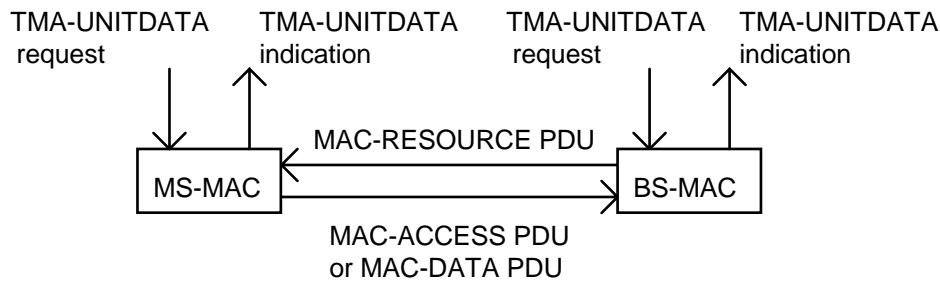 TMA-UNITDATA
request
TMA-UNITDATA
indication
TMA-UNITDATA
request
TMA-UNITDATA
indication
MAC-RESOURCE PDU
MS-MAC
BS-MAC
MAC-ACCESS PDU
or MAC-DATA PDU